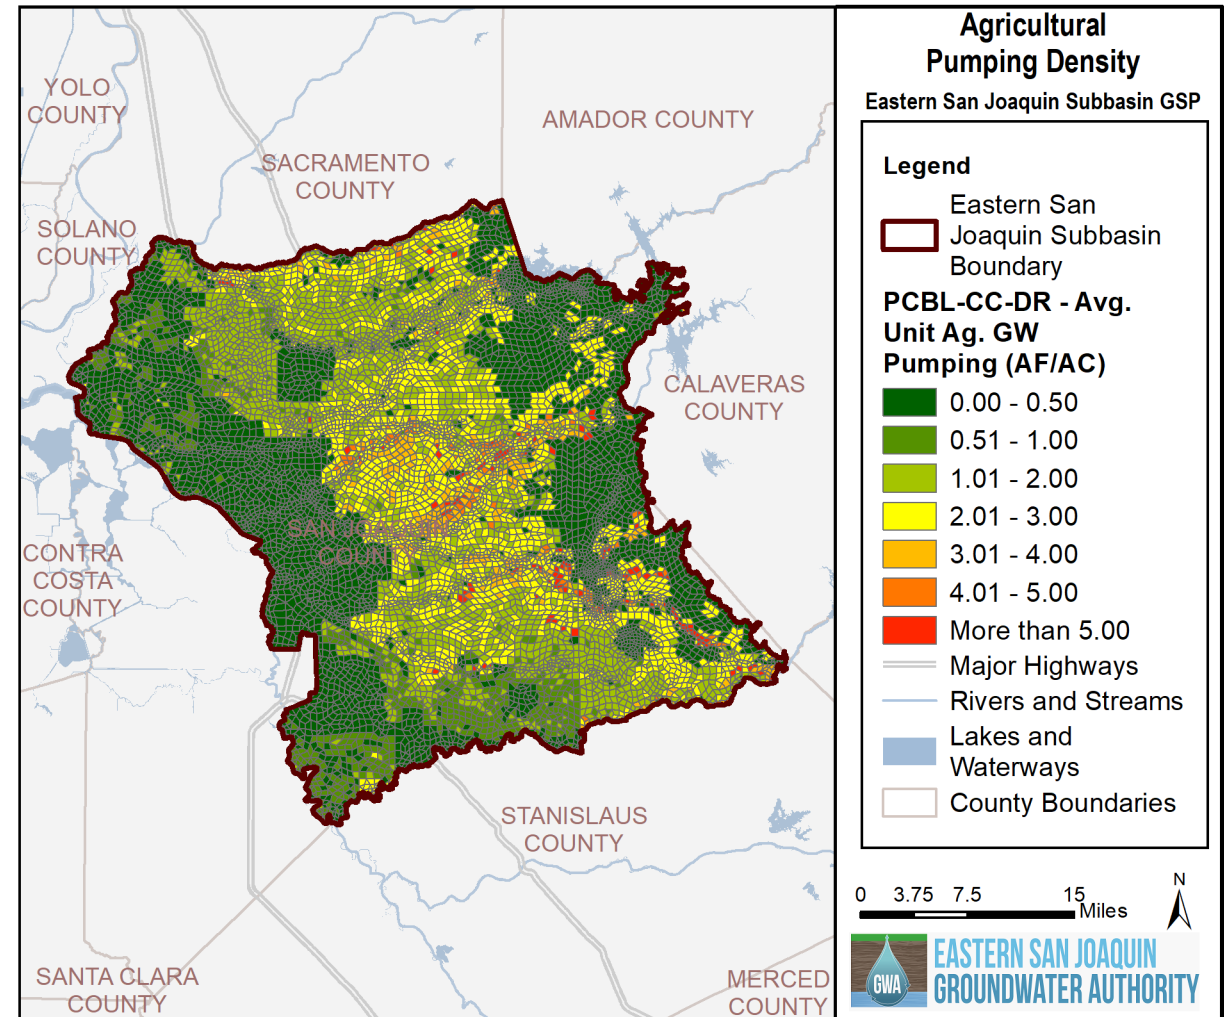 YOLO
COUNTY
AMADOR COUNTY
SACRAMENTO
COUNTY
SOLANO
COUNTY
CALAVERAS
COUNTY
SAN JOAQUIN
COUNTY
CONTRA
COSTA
COUNTY
STANISLAUS
COUNTY
SANTA CLARA
COUNTY
MERCED
COUNTY
Agricultural
Pumping Density
Eastern San Joaquin Subbasin GSP
Legend
Eastern San
Joaquin Subbasin
Boundary
PCBL-CC-DR - Avg.
Unit Ag. GW
Pumping (AF/AC)
0.00 - 0.50
0.51 - 1.00
1.01 - 2.00
2.01 - 3.00
3.01 - 4.00
4.01 - 5.00
More than 5.00
Major Highways
Rivers and Streams
Lakes and
Waterways
County Boundaries
0 3.75 7.5 15
Miles
N
GWA
EASTERN SAN JOAQUIN
GROUNDWATER AUTHORITY